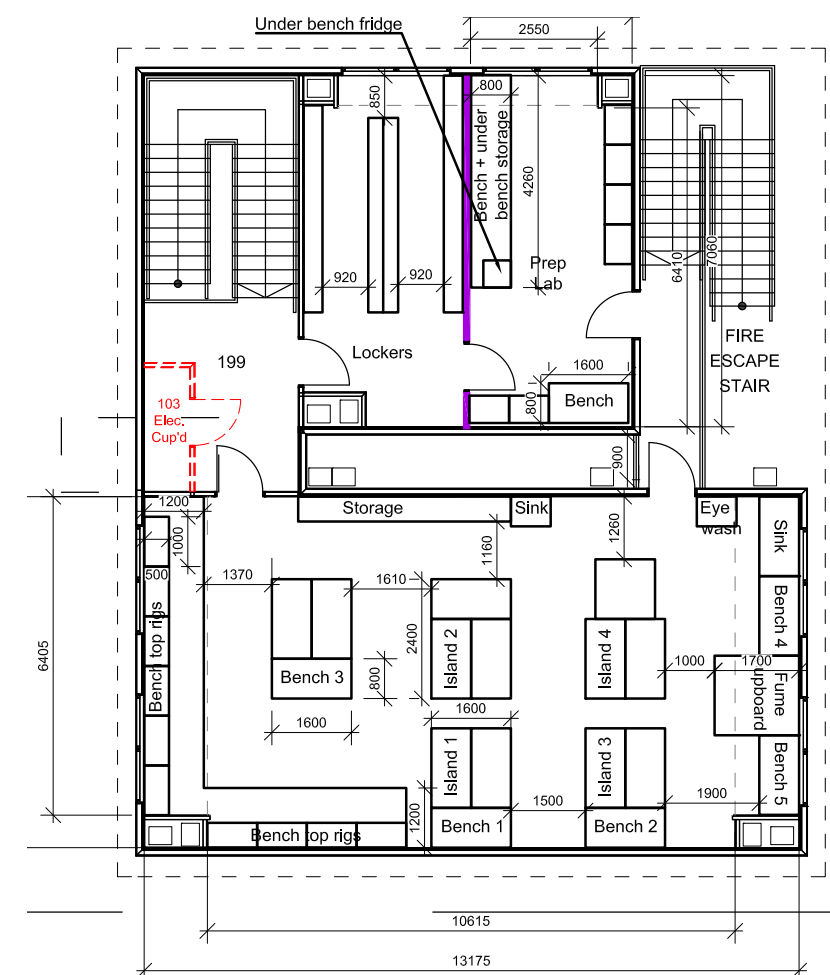 Under bench fridge
2550
800
850
Bench + under
bench storage
4260
920
920
Prep
Lab
6410
7060
FIRE
ESCAPE
STAIR
199
Lockers
1600
800
Bench
103
Elec.
Cup'd
900
1200
Storage
Sink
Eye
wash
Sink
1000
500
1370
1610
1160
1260
Bench top rigs
6405
Bench 3
800
2400
Island 2
Island 4
Bench 4
1000
1700
Fume
upboard
1600
1600
Island 1
Island 3
Bench 5
1500
1900
1200
Bench top rigs
Bench 1
Bench 2
10615
13175